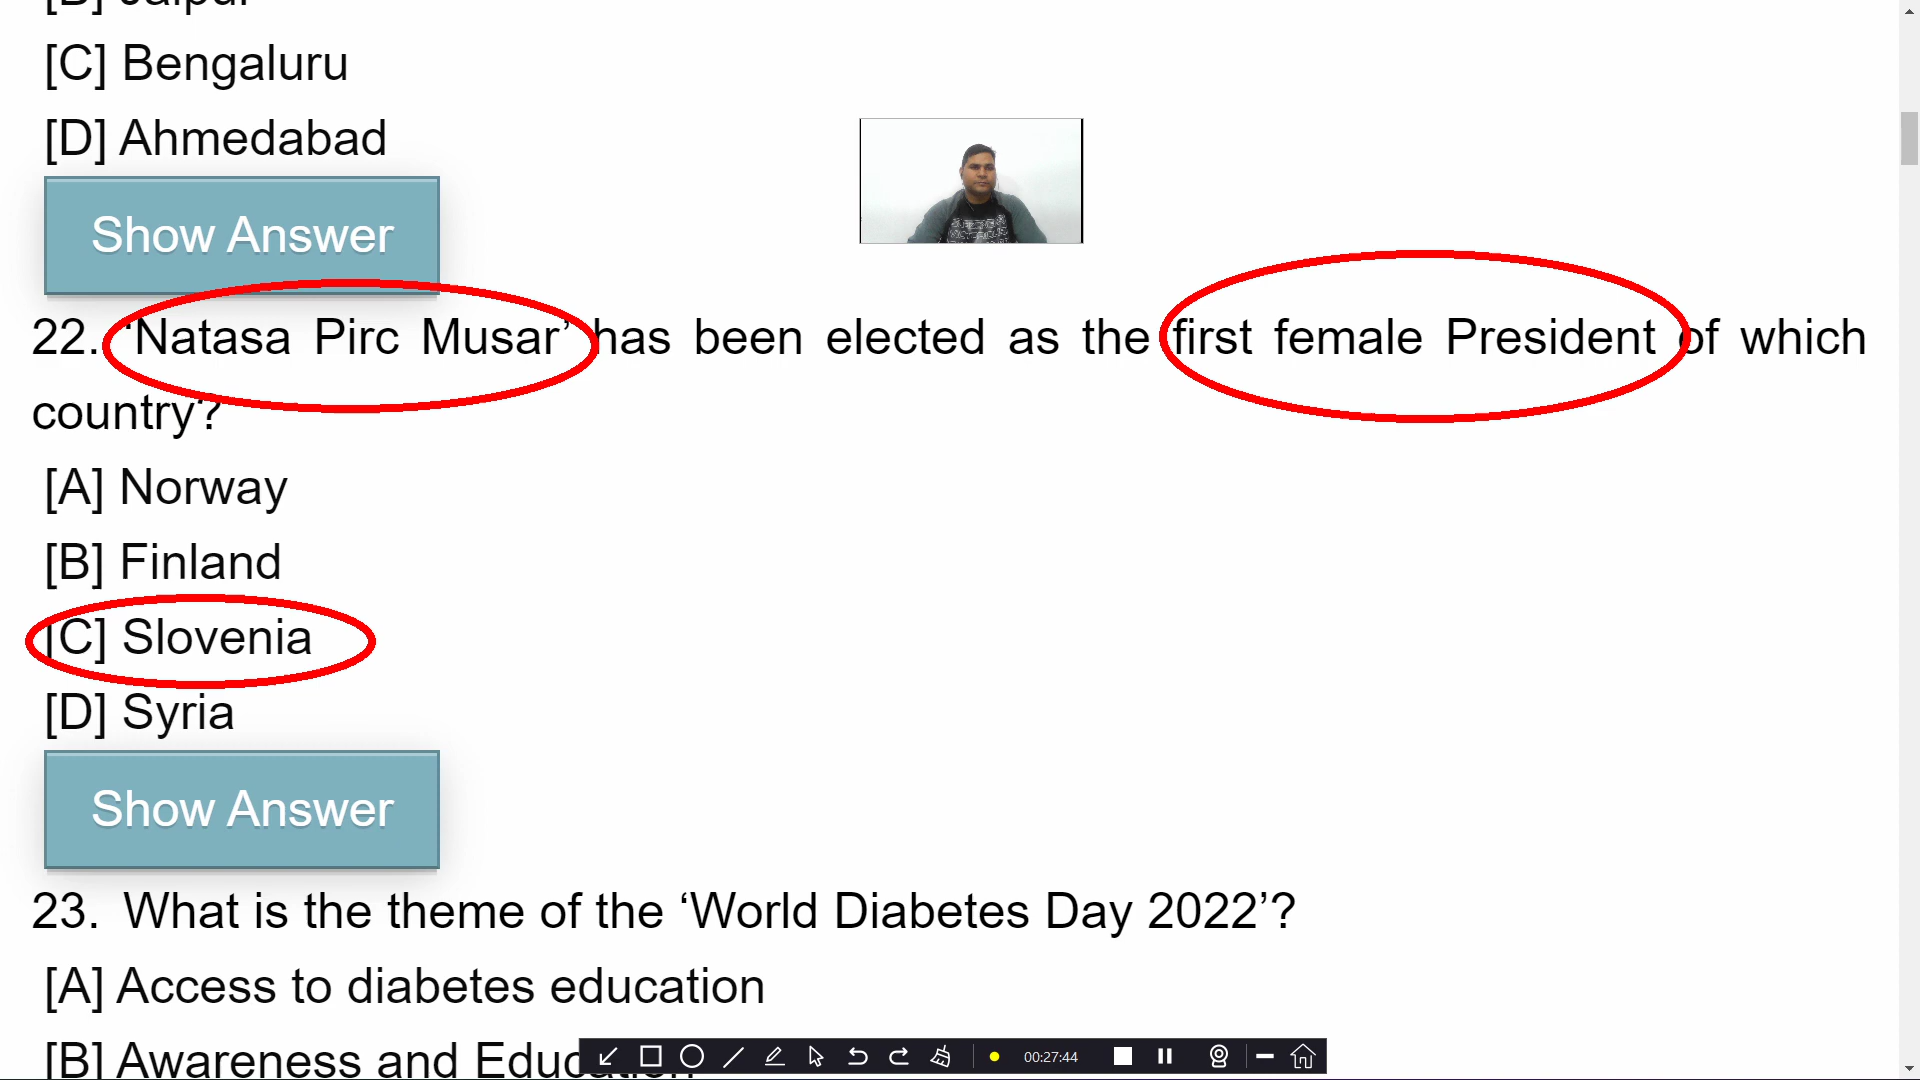 [B] Jaipur
[C] Bengaluru
[D] Ahmedabad
Show Answer
22. ‘Natasa Pirc Musar’ has been elected as the first female President of which
country?
[A] Norway
[B] Finland
[C] Slovenia
[D] Syria
Show Answer
23. What is the theme of the ‘World Diabetes Day 2022’?
[A] Access to diabetes education
[B] Awareness and Education
00:27:44